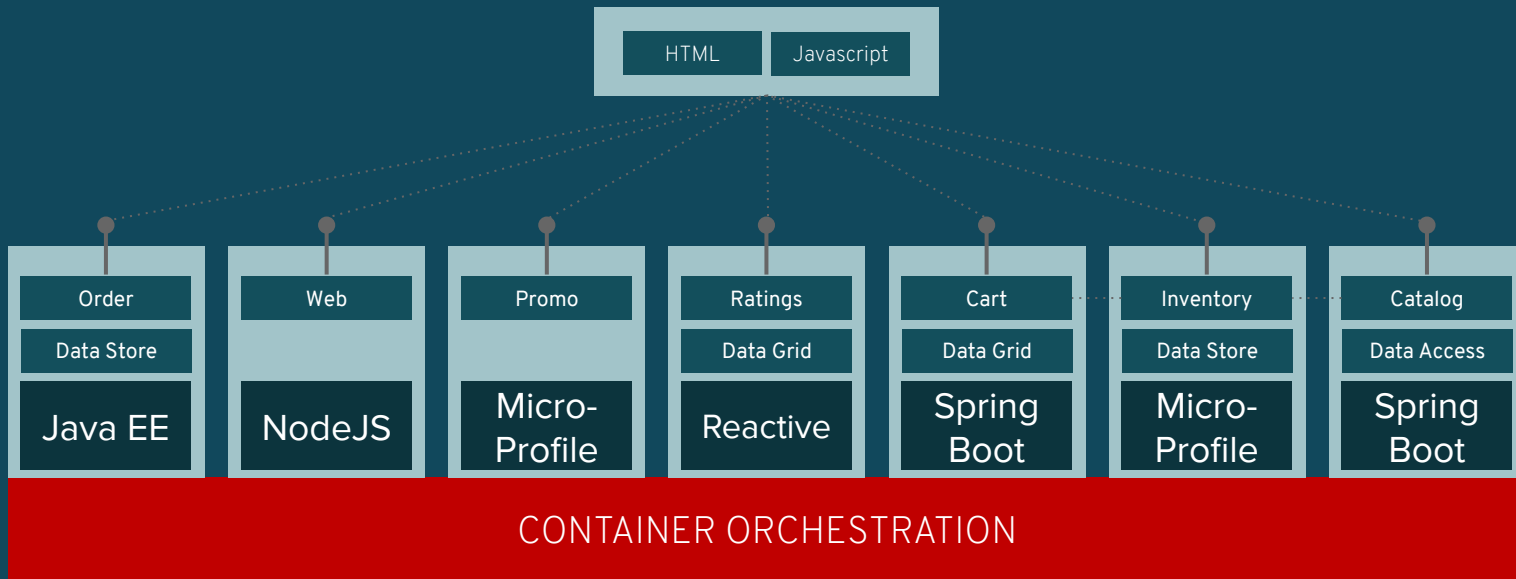 HTML
Javascript
Order
Web
Promo
Ratings
Cart
Inventory
Catalog
Data Store
Data Grid
Data Grid
Data Store
Data Access
Java EE
NodeJS
Micro-
Profile
Reactive
Spring
Boot
Micro-
Profile
Spring
Boot
CONTAINER ORCHESTRATION